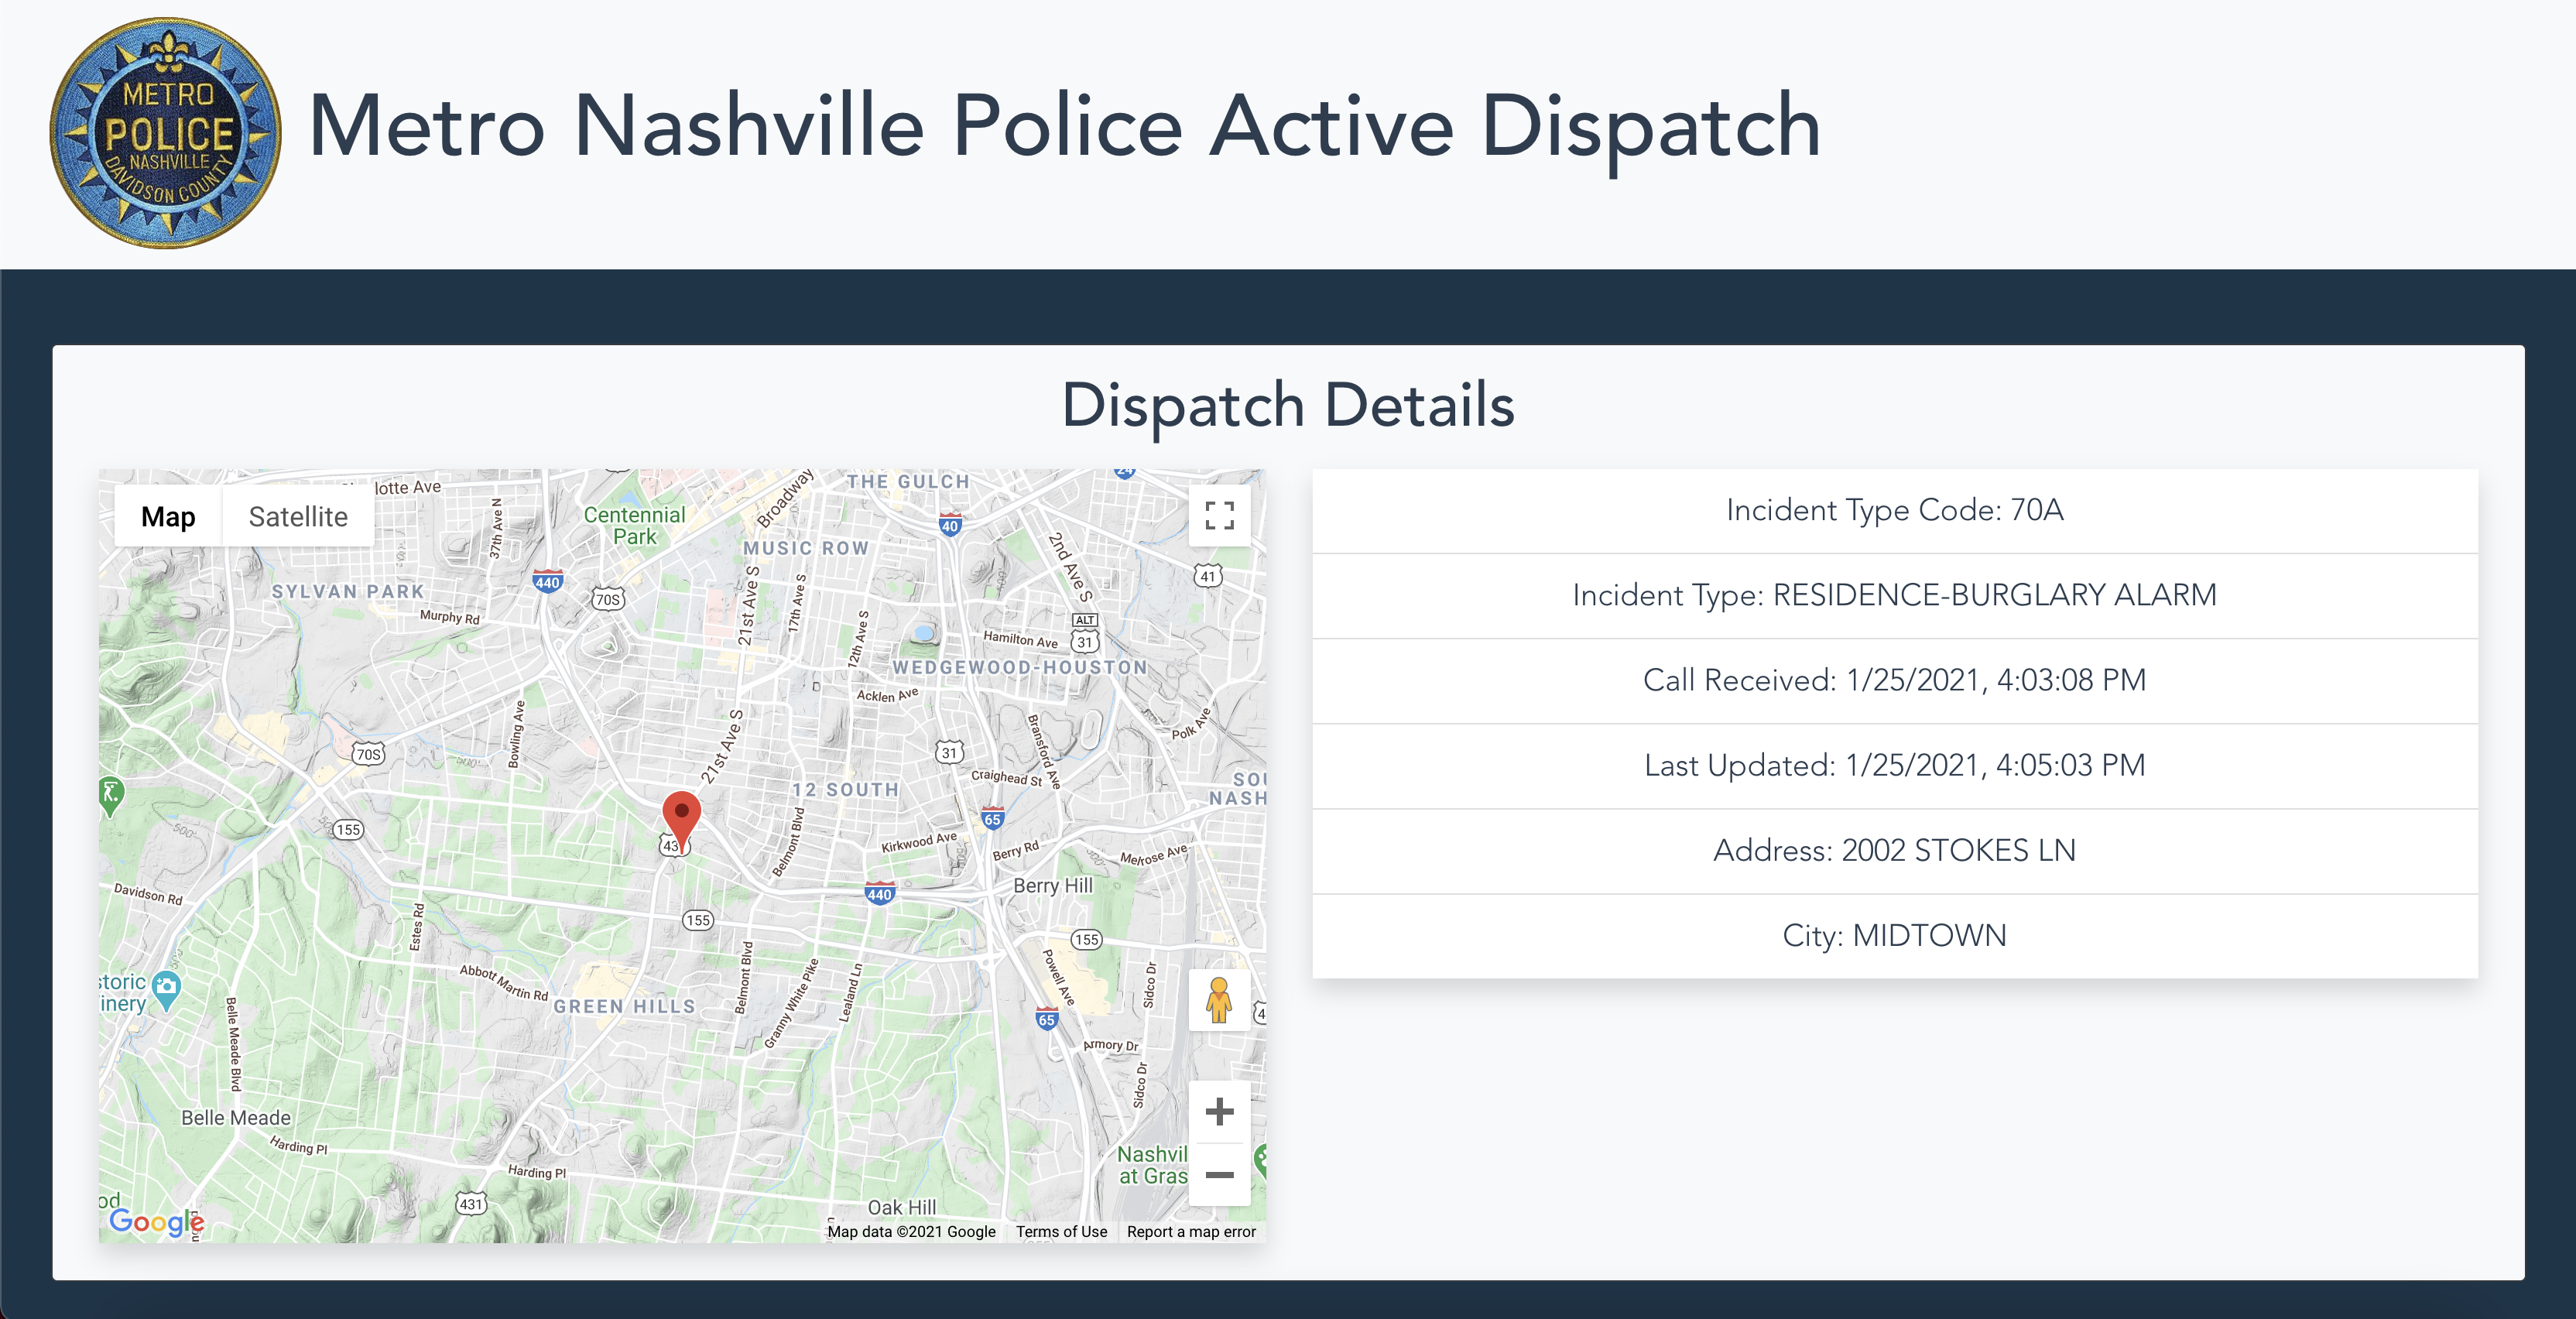 METRO
POLICE
NASHVILLE
DAVIDSON COUNTY
Metro Nashville Police Active Dispatch
Dispatch Details
Map
Satellite
lotte Ave
37th Ave N
Centennial
Park
Broadway
THE GULCH
24
40
MUSIC ROW
2nd Ave S
41
440
70S
SYLVAN PARK
Murphy Rd
21st Ave S
17th Ave S
12th Ave S
Hamilton Ave
ALT
31
WEDGEWOOD-HOUSTON
Acklen Ave
Bowling Ave
70S
21st Ave S
31
Bransford Ave
Polk Ave
Craighead St
12 SOUTH
SOU
NASH
500'
500'
155
431
Belmont Blvd
65
Kirkwood Ave
Berry Rd
Melrose Ave
Berry Hill
440
Davidson Rd
Estes Rd
155
155
Abbott Martin Rd
GREEN HILLS
Belmont Blvd
Granny White Pike
Lealand Ln
Powell Ave
Sidco Dr
storic
inery
Belle Meade Blvd
65
4
Armory Dr
Sidco Dr
Belle Meade
Harding Pl
Harding Pl
Nashvil
at Gras
431
Oak Hill
od
Google
Map data ©2021 Google
Terms of Use
Report a map error
Incident Type Code: 70A
Incident Type: RESIDENCE-BURGLARY ALARM
Call Received: 1/25/2021, 4:03:08 PM
Last Updated: 1/25/2021, 4:05:03 PM
Address: 2002 STOKES LN
City: MIDTOWN